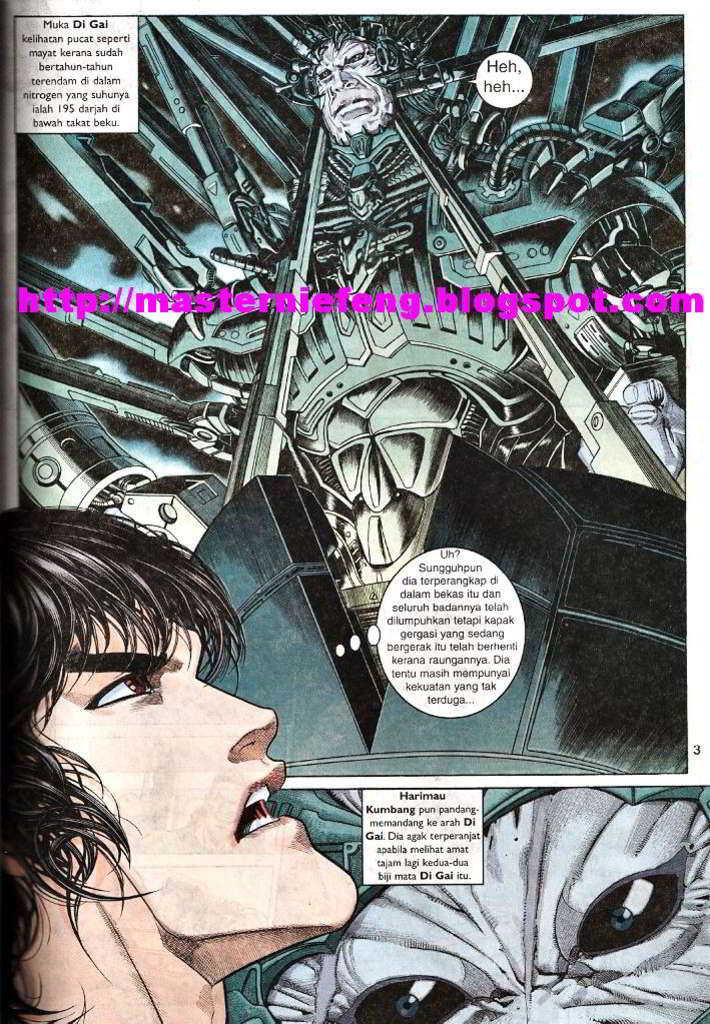 Muka Di Gai
kelihatan pucat seperti
mayat kerana sudah
bertahun-tahun
terendam di dalam
nitrogen yang suhunya
ialah 195 darjah di
bawah takat beku.
Heh,
heh...
http://masterniefeng.blogspot.com
Uh?
Sungguhpun
dia terperangkap di
dalam bekas itu dan
seluruh badannya telah
dilumpuhkan tetapi kapak
gergasi yang sedang
bergerak itu telah berhenti
kerana raungannya. Dia
tentu masih mempunyai
kekuatan yang tak
terduga...
3
Harimau
Kumbang pun pandang-
memandang ke arah Di
Gai. Dia agak terperanjat
apabila melihat amat
tajam lagi kedua-dua
biji mata Di Gai itu.